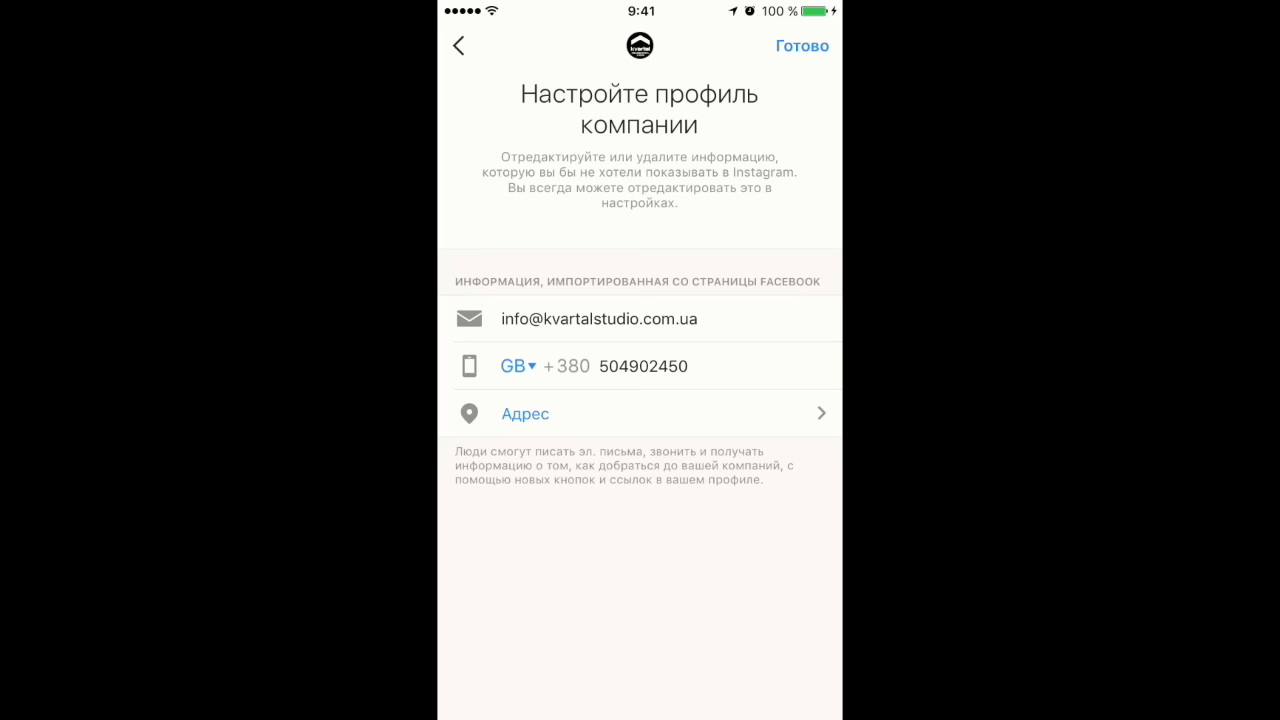 9:41
100 %
kvartal
Готово
Настройте профиль
компании
Отредактируйте или удалите информацию,
которую вы бы не хотели показывать в Instagram.
Вы всегда можете отредактировать это в
настройках.
ИНФОРМАЦИЯ, ИМПОРТИРОВАННАЯ СО СТРАНИЦЫ FACEBOOK
info@kvartalstudio.com.ua
GB +380 504902450
Адрес
Люди смогут писать эл. письма, звонить и получать
информацию о том, как добраться до вашей компаний, с
помощью новых кнопок и ссылок в вашем профиле.